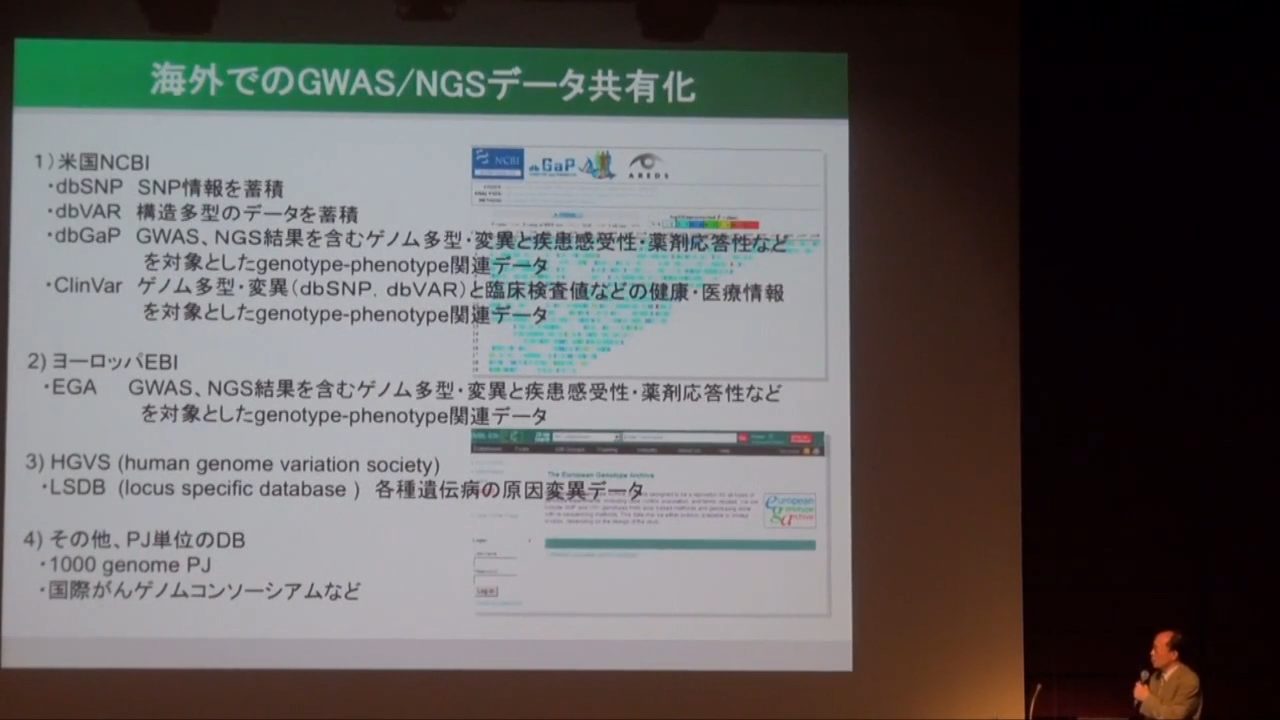 海外でのGWAS/NGSデータ共有化
1）米国NCBI
・dbSNP SNP情報を蓄積
・dbVAR 構造多型のデータを蓄積
・dbGaP GWAS、NGS結果を含むゲノム多型・変異と疾患感受性・薬剤応答性など
を対象としたgenotype-phenotype関連データ
・ClinVar ゲノム多型・変異（dbSNP，dbVAR）と臨床検査値などの健康・医療情報
を対象としたgenotype-phenotype関連データ
2) ヨーロッパEBI
・EGA GWAS、NGS結果を含むゲノム多型・変異と疾患感受性・薬剤応答性など
を対象としたgenotype-phenotype関連データ
3) HGVS (human genome variation society)
・LSDB (locus specific database ) 各種遺伝病の原因変異データ
4) その他、PJ単位のDB
・1000 genome PJ
・国際がんゲノムコンソーシアムなど
NCBI
dbGaP
AREDS
The European Genotype Archive
european
genotype
archive
Log in